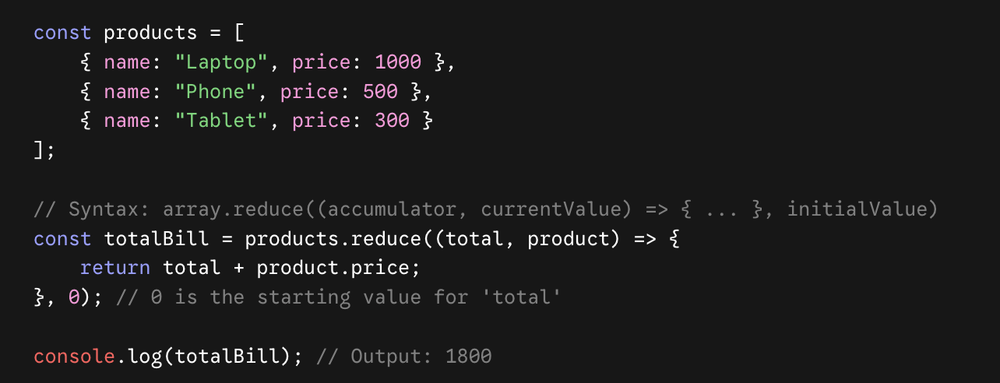 const products = [
    { name: "Laptop", price: 1000 },
    { name: "Phone", price: 500 },
    { name: "Tablet", price: 300 }
];

// Syntax: array.reduce((accumulator, currentValue) => { ... }, initialValue)
const totalBill = products.reduce((total, product) => {
    return total + product.price;
}, 0); // 0 is the starting value for 'total'

console.log(totalBill); // Output: 1800